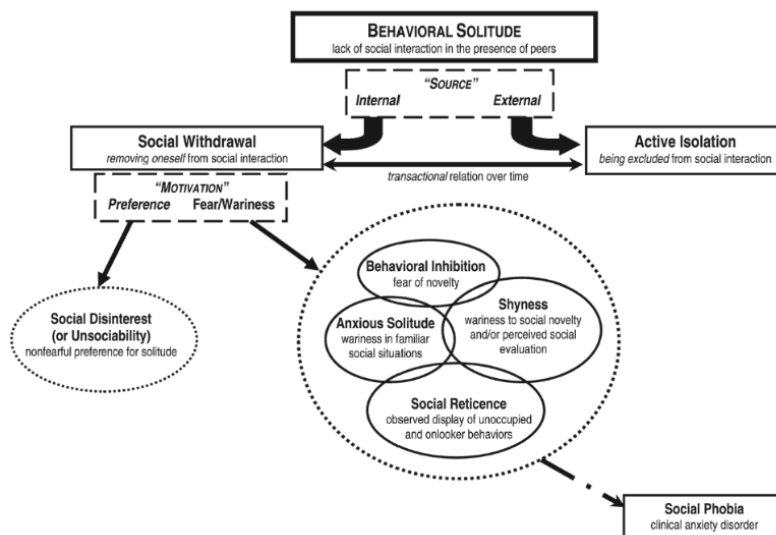 BEHAVIORAL SOLITUDE
lack of social interaction in the presence of peers
"SOURCE"
Internal External
Social Withdrawal
removing oneself from social interaction
Active Isolation
being excluded from social interaction
transactional relation over time
"MOTIVATION"
Preference Fear/Wariness
Behavioral Inhibition
fear of novelty
Shyness
wariness to social novelty
and/or perceived social
evaluation
Anxious Solitude
wariness in familiar
social situations
Social Disinterest
(or Unsociability)
nonfearful preference for solitude
Social Reticence
observed display of unoccupied
and onlooker behaviors
Social Phobia
clinical anxiety disorder